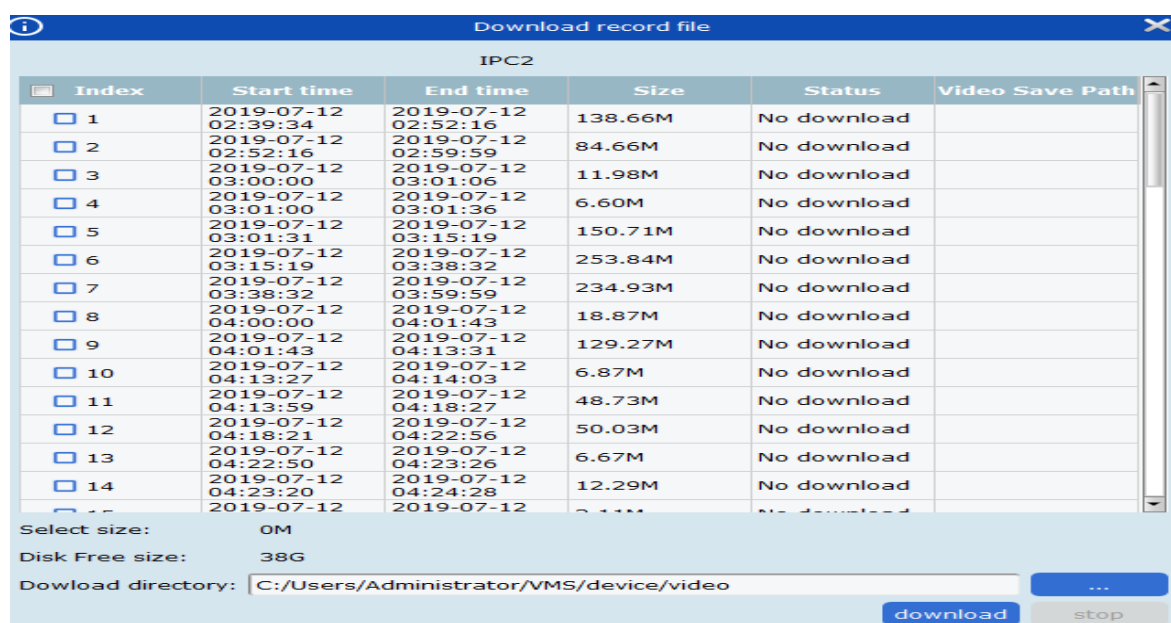 Download record file
IPC2
Index Start time End time Size Status Video Save Path
1 2019-07-12 02:39:34 2019-07-12 02:52:16 138.66M No download
2 2019-07-12 02:52:16 2019-07-12 02:59:59 84.66M No download
3 2019-07-12 03:00:00 2019-07-12 03:01:06 11.98M No download
4 2019-07-12 03:01:00 2019-07-12 03:01:36 6.60M No download
5 2019-07-12 03:01:31 2019-07-12 03:15:19 150.71M No download
6 2019-07-12 03:15:19 2019-07-12 03:38:32 253.84M No download
7 2019-07-12 03:38:32 2019-07-12 03:59:59 234.93M No download
8 2019-07-12 04:00:00 2019-07-12 04:01:43 18.87M No download
9 2019-07-12 04:01:43 2019-07-12 04:13:31 129.27M No download
10 2019-07-12 04:13:27 2019-07-12 04:14:03 6.87M No download
11 2019-07-12 04:13:59 2019-07-12 04:18:27 48.73M No download
12 2019-07-12 04:18:21 2019-07-12 04:22:56 50.03M No download
13 2019-07-12 04:22:50 2019-07-12 04:23:26 6.67M No download
14 2019-07-12 04:23:20 2019-07-12 04:24:28 12.29M No download
2019-07-12 2019-07-12
Select size: 0M
Disk Free size: 38G
Dowload directory: C:/Users/Administrator/VMS/device/video ...
download stop